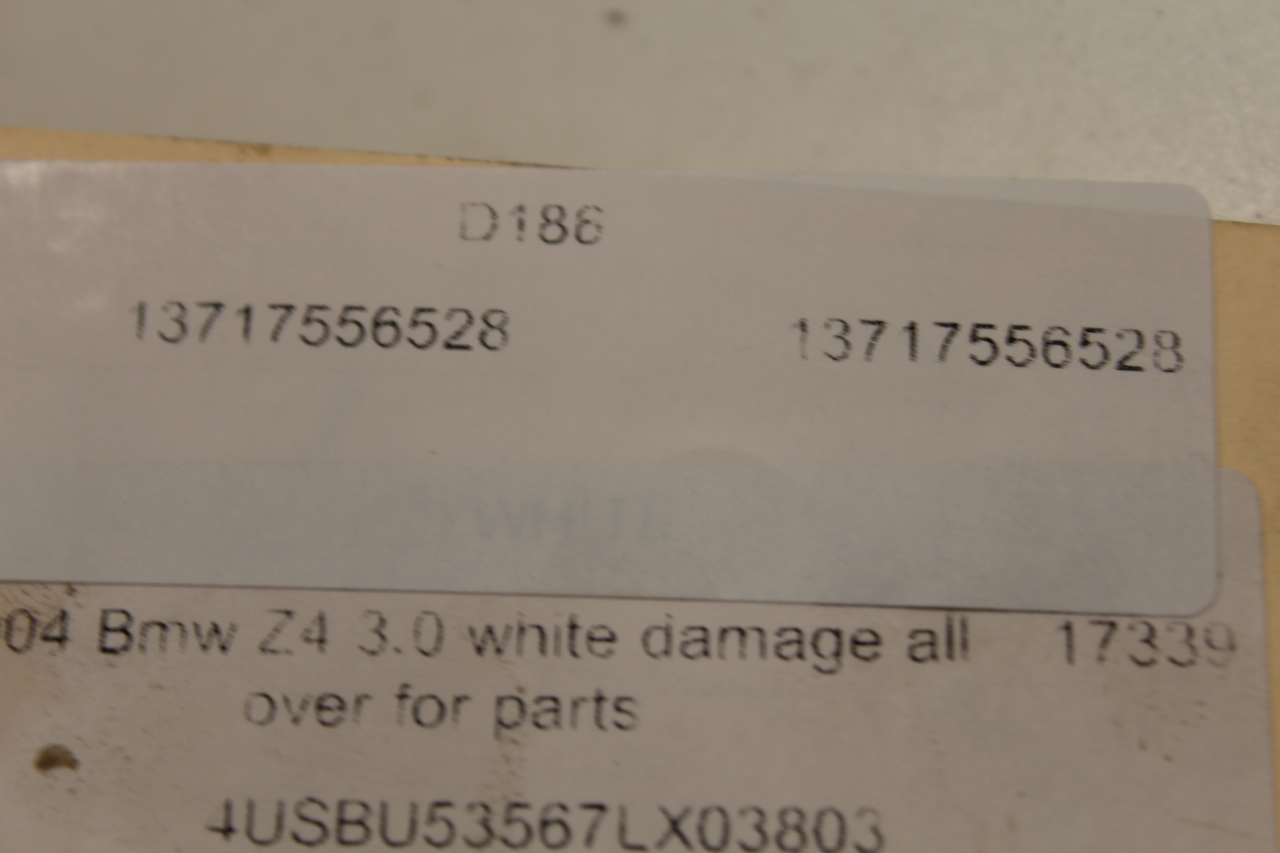 D186
13717556528 13717556528
04 Bmw Z4 3.0 white damage all 17339
over for parts
4USBU53567LX03803